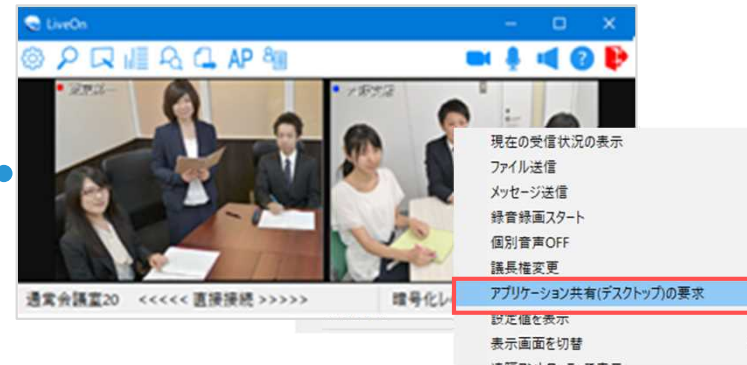 LiveOn
AP
現在の受信状況の表示
ファイル送信
メッセージ送信
録音録画スタート
個別音声OFF
議長権変更
アプリケーション共有(デスクトップ)の要求
設定値を表示
表示画面を切替
通常会議室20 <<<<< 直接接続 >>>>>
暗号化レ